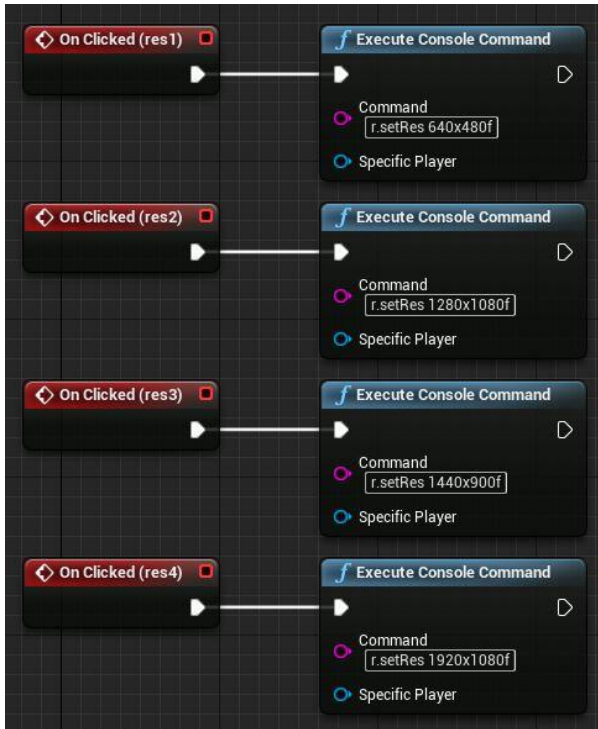 On Clicked (res1)
f Execute Console Command
Command
r.setRes 640x480f
Specific Player
On Clicked (res2)
f Execute Console Command
Command
r.setRes 1280x1080f
Specific Player
On Clicked (res3)
f Execute Console Command
Command
r.setRes 1440x900f
Specific Player
On Clicked (res4)
f Execute Console Command
Command
r.setRes 1920x1080f
Specific Player